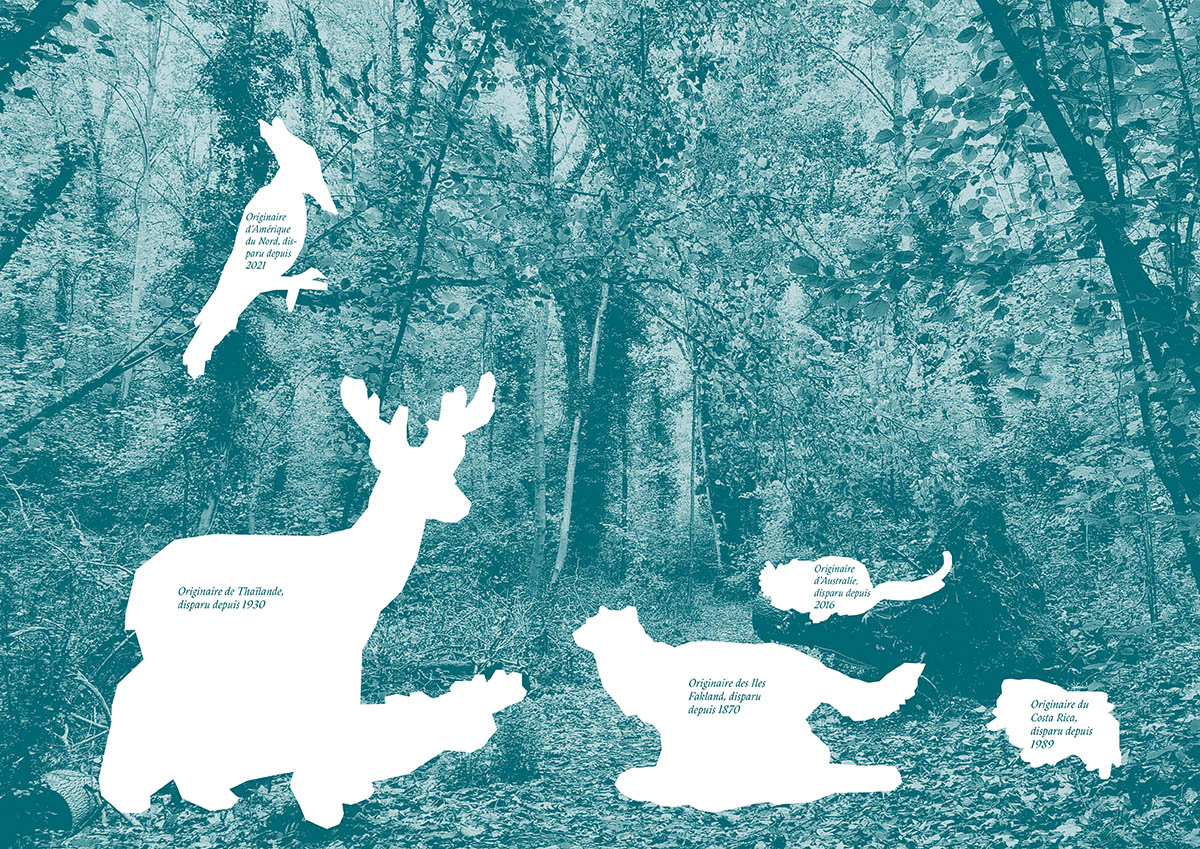 Originaire
d'Amérique
du Nord, dis-
paru depuis
2021
Originaire de Thaïlande,
disparu depuis 1930
Originaire
d'Australie,
disparu depuis
2016
Originaire des Iles
Fakland, disparu
depuis 1870
Originaire du
Costa Rica,
disparu depuis
1989